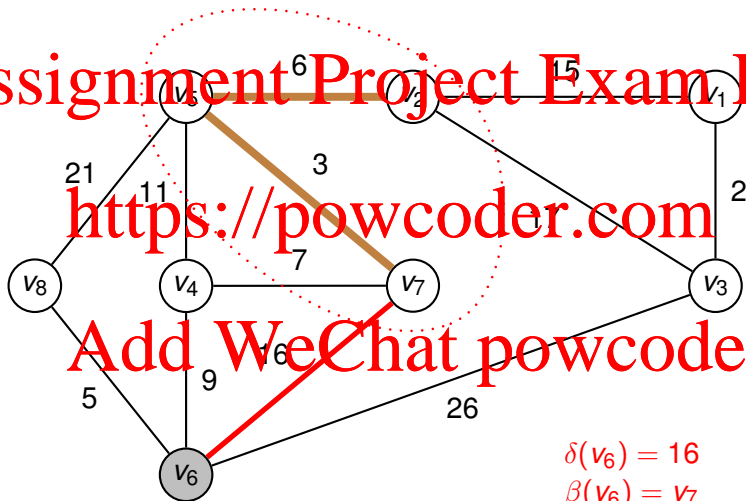 Assignment Project Exam
6
15
v5
v2
v1
3
21
11
2
https://powcoder.com
17
7
v8
v4
v7
v3
Add WeChat powcode
16
9
5
26
δ(v6) = 16
v6
β(v6) = v7